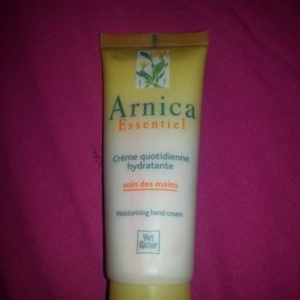 Arnica
Essentiel
Crème quotidienne
hydratante
soin des mains
Moisturising hand cream
Yves
Rocher